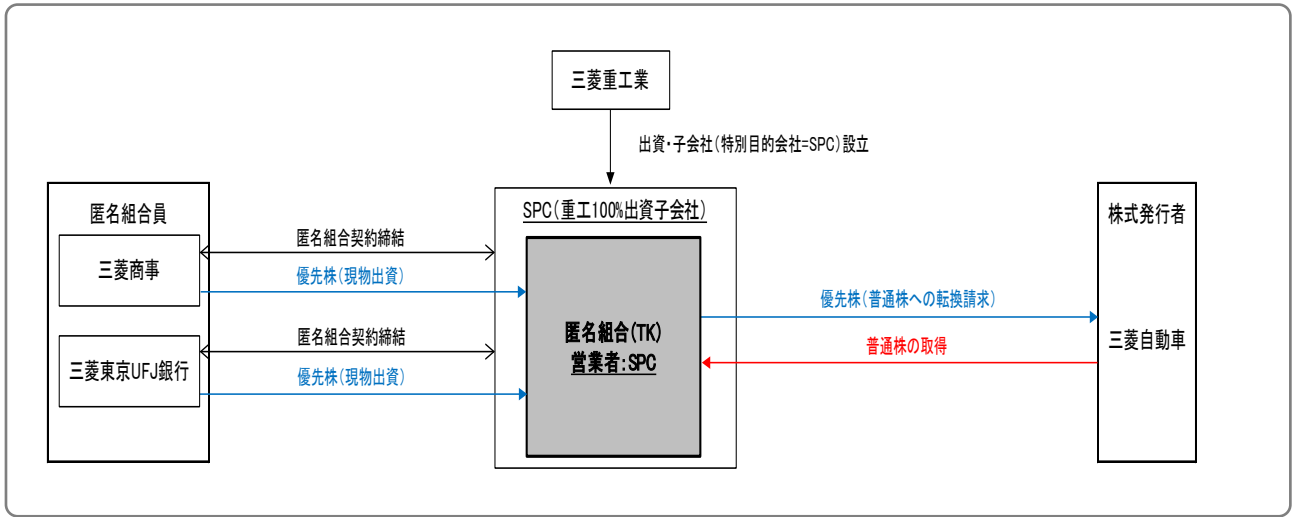 三菱重工業
出資・子会社(特別目的会社=SPC)設立
匿名組合員
三菱商事
三菱東京UFJ銀行
匿名組合契約締結
優先株(現物出資)
匿名組合契約締結
優先株(現物出資)
SPC(重工100%出資子会社)
匿名組合(TK)
営業者:SPC
優先株(普通株への転換請求)
普通株の取得
株式発行者
三菱自動車